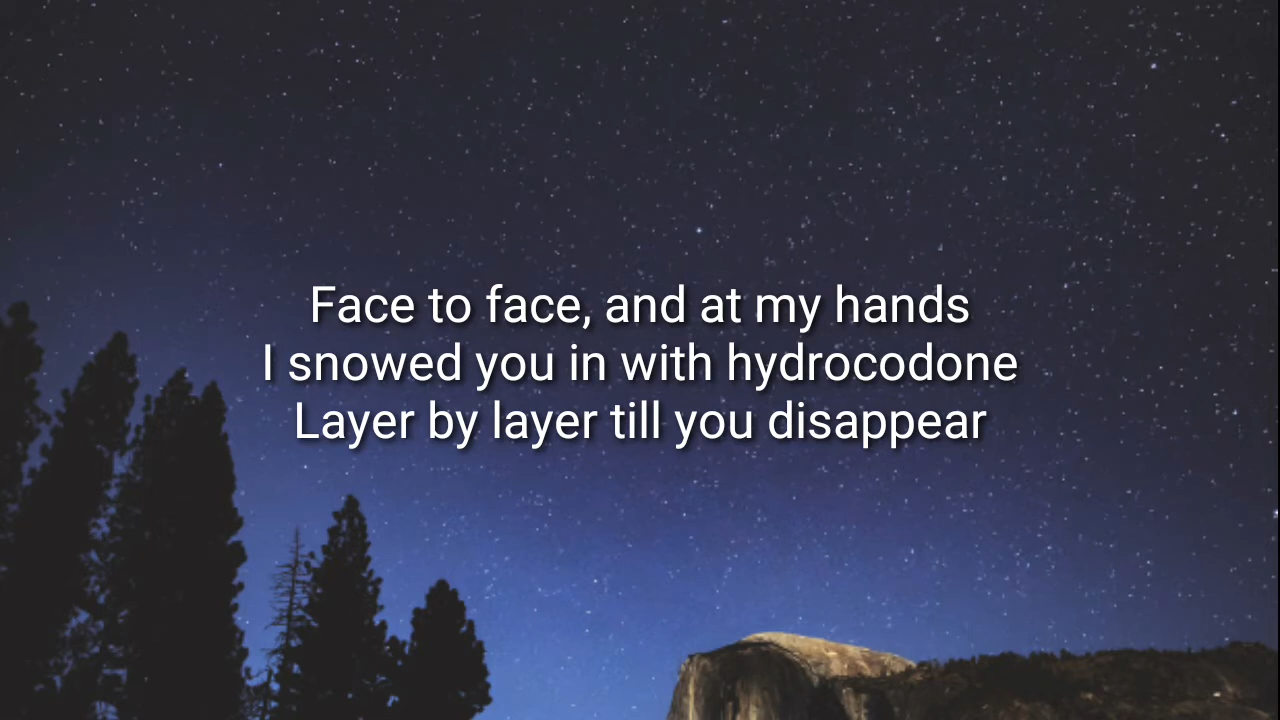 Face to face, and at my hands
I snowed you in with hydrocodone
Layer by layer till you disappear